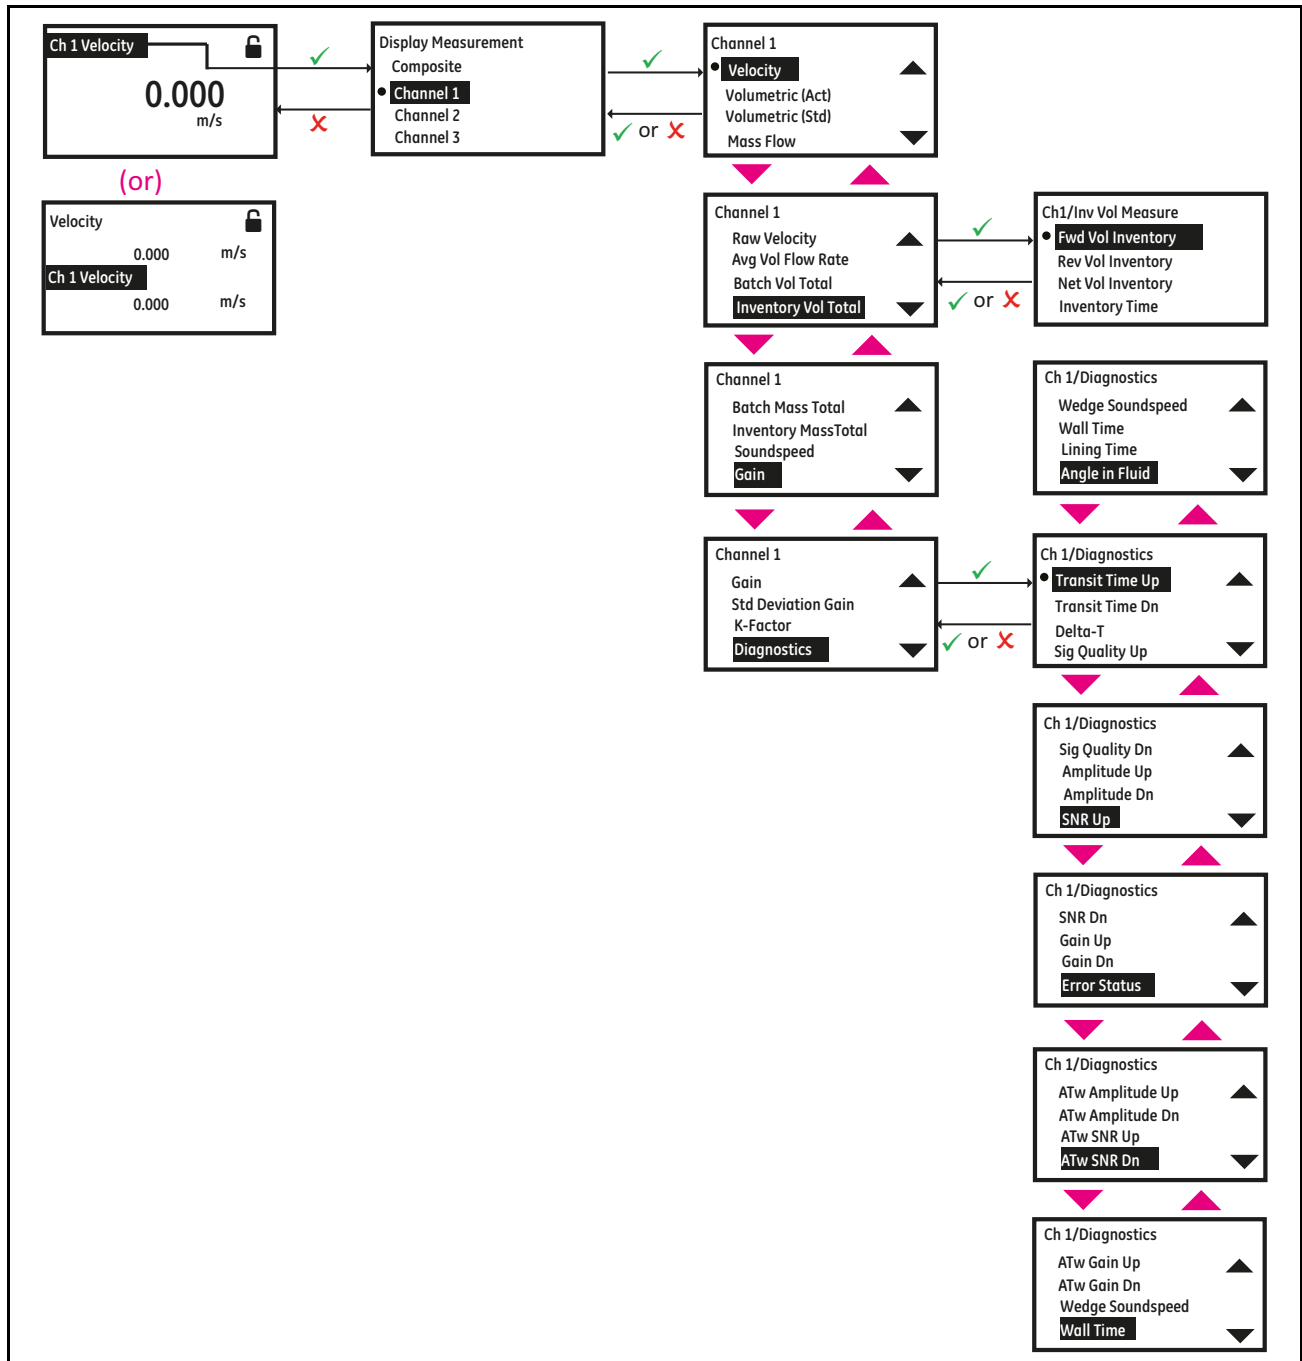 Ch 1 Velocity
0.000
m/s
(or)
Velocity
0.000 m/s
Ch 1 Velocity
0.000 m/s
Display Measurement
Composite
Channel 1
Channel 2
Channel 3
Channel 1
Velocity
Volumetric (Act)
Volumetric (Std)
Mass Flow
or
Channel 1
Raw Velocity
Avg Vol Flow Rate
Batch Vol Total
Inventory Vol Total
Ch1/Inv Vol Measure
Fwd Vol Inventory
Rev Vol Inventory
Net Vol Inventory
Inventory Time
or
Channel 1
Batch Mass Total
Inventory MassTotal
Soundspeed
Gain
Ch 1/Diagnostics
Wedge Soundspeed
Wall Time
Lining Time
Angle in Fluid
Channel 1
Gain
Std Deviation Gain
K-Factor
Diagnostics
or
Ch 1/Diagnostics
Transit Time Up
Transit Time Dn
Delta-T
Sig Quality Up
Ch 1/Diagnostics
Sig Quality Dn
Amplitude Up
Amplitude Dn
SNR Up
Ch 1/Diagnostics
SNR Dn
Gain Up
Gain Dn
Error Status
Ch 1/Diagnostics
ATw Amplitude Up
ATw Amplitude Dn
ATw SNR Up
ATw SNR Dn
Ch 1/Diagnostics
ATw Gain Up
ATw Gain Dn
Wedge Soundspeed
Wall Time